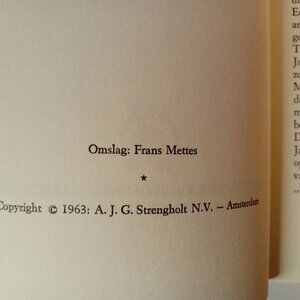 Omslag: Frans Mettes
★
Copyright © 1963: A. J. G. Strengholt N.V. – Amsterdam